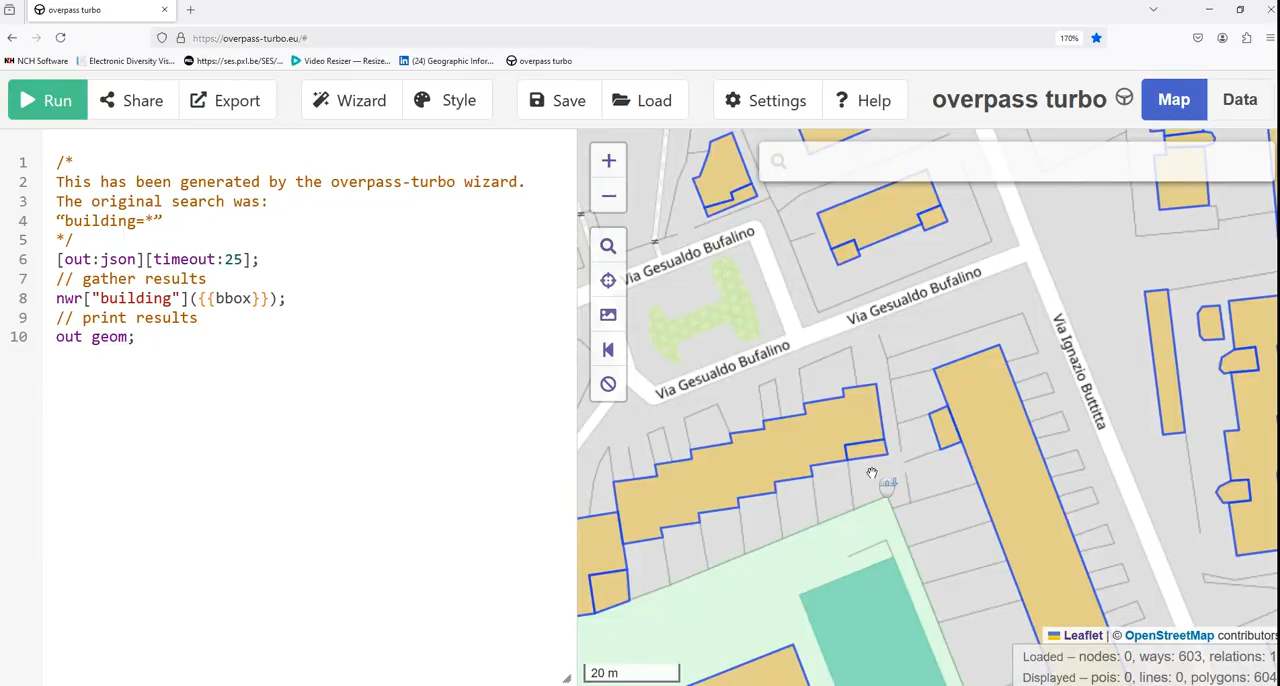 overpass turbo
https://overpass-turbo.eu/#
170%
NCH Software
Electronic Diversity Vis...
https://ses.pxl.be/SES/...
Video Resizer — Resize...
(24) Geographic Infor...
overpass turbo
Run
Share
Export
Wizard
Style
Save
Load
Settings
Help
overpass turbo
Map
Data
1 /*
2 This has been generated by the overpass-turbo wizard.
3 The original search was:
4 “building=*”
5 */
6 [out:json][timeout:25];
7 // gather results
8 nwr["building"]({{bbox}});
9 // print results
10 out geom;
+
−
Via Gesualdo Bufalino
Via Gesualdo Bufalino
Via Gesualdo Bufalino
Via Ignazio Buttitta
20 m
Leaflet | © OpenStreetMap contributors
Loaded – nodes: 0, ways: 603, relations: 1
Displayed – pois: 0, lines: 0, polygons: 604